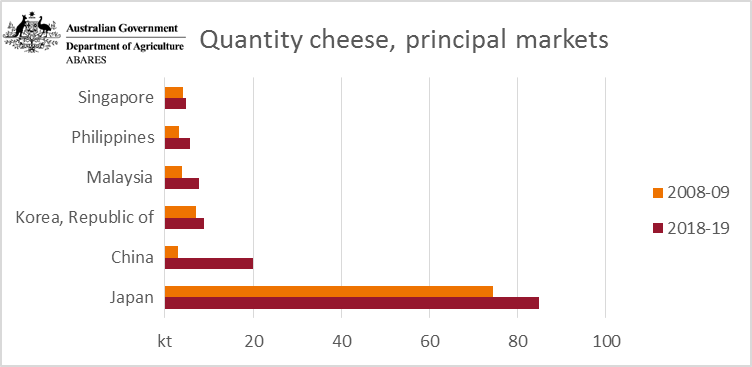 Australian Government
Department of Agriculture
ABARES
Quantity cheese, principal markets
Singapore
Philippines
Malaysia
Korea, Republic of
China
Japan
2008-09
2018-19
kt 20 40 60 80 100